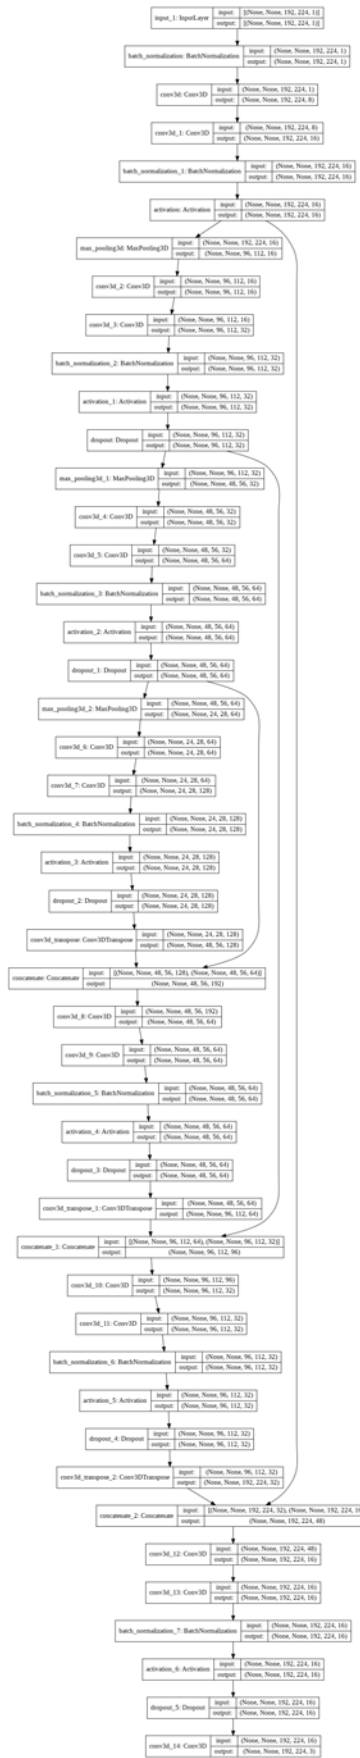 input_1: InputLayer
input: [(None, None, 192, 224, 1)]
output: [(None, None, 192, 224, 1)]
batch_normalization: BatchNormalization
input: (None, None, 192, 224, 1)
output: (None, None, 192, 224, 1)
conv3d: Conv3D
input: (None, None, 192, 224, 1)
output: (None, None, 192, 224, 8)
conv3d_1: Conv3D
input: (None, None, 192, 224, 8)
output: (None, None, 192, 224, 16)
batch_normalization_1: BatchNormalization
input: (None, None, 192, 224, 16)
output: (None, None, 192, 224, 16)
activation: Activation
input: (None, None, 192, 224, 16)
output: (None, None, 192, 224, 16)
max_pooling3d: MaxPooling3D
input: (None, None, 192, 224, 16)
output: (None, None, 96, 112, 16)
conv3d_2: Conv3D
input: (None, None, 96, 112, 16)
output: (None, None, 96, 112, 16)
conv3d_3: Conv3D
input: (None, None, 96, 112, 16)
output: (None, None, 96, 112, 32)
batch_normalization_2: BatchNormalization
input: (None, None, 96, 112, 32)
output: (None, None, 96, 112, 32)
activation_1: Activation
input: (None, None, 96, 112, 32)
output: (None, None, 96, 112, 32)
dropout: Dropout
input: (None, None, 96, 112, 32)
output: (None, None, 96, 112, 32)
max_pooling3d_1: MaxPooling3D
input: (None, None, 96, 112, 32)
output: (None, None, 48, 56, 32)
conv3d_4: Conv3D
input: (None, None, 48, 56, 32)
output: (None, None, 48, 56, 32)
conv3d_5: Conv3D
input: (None, None, 48, 56, 32)
output: (None, None, 48, 56, 64)
batch_normalization_3: BatchNormalization
input: (None, None, 48, 56, 64)
output: (None, None, 48, 56, 64)
activation_2: Activation
input: (None, None, 48, 56, 64)
output: (None, None, 48, 56, 64)
dropout_1: Dropout
input: (None, None, 48, 56, 64)
output: (None, None, 48, 56, 64)
max_pooling3d_2: MaxPooling3D
input: (None, None, 48, 56, 64)
output: (None, None, 24, 28, 64)
conv3d_6: Conv3D
input: (None, None, 24, 28, 64)
output: (None, None, 24, 28, 64)
conv3d_7: Conv3D
input: (None, None, 24, 28, 64)
output: (None, None, 24, 28, 128)
batch_normalization_4: BatchNormalization
input: (None, None, 24, 28, 128)
output: (None, None, 24, 28, 128)
activation_3: Activation
input: (None, None, 24, 28, 128)
output: (None, None, 24, 28, 128)
dropout_2: Dropout
input: (None, None, 24, 28, 128)
output: (None, None, 24, 28, 128)
conv3d_transpose: Conv3DTranspose
input: (None, None, 24, 28, 128)
output: (None, None, 48, 56, 128)
concatenate: Concatenate
input: [(None, None, 48, 56, 128), (None, None, 48, 56, 64)]
output: (None, None, 48, 56, 192)
conv3d_8: Conv3D
input: (None, None, 48, 56, 192)
output: (None, None, 48, 56, 64)
conv3d_9: Conv3D
input: (None, None, 48, 56, 64)
output: (None, None, 48, 56, 64)
batch_normalization_5: BatchNormalization
input: (None, None, 48, 56, 64)
output: (None, None, 48, 56, 64)
activation_4: Activation
input: (None, None, 48, 56, 64)
output: (None, None, 48, 56, 64)
dropout_3: Dropout
input: (None, None, 48, 56, 64)
output: (None, None, 48, 56, 64)
conv3d_transpose_1: Conv3DTranspose
input: (None, None, 48, 56, 64)
output: (None, None, 96, 112, 64)
concatenate_1: Concatenate
input: [(None, None, 96, 112, 64), (None, None, 96, 112, 32)]
output: (None, None, 96, 112, 96)
conv3d_10: Conv3D
input: (None, None, 96, 112, 96)
output: (None, None, 96, 112, 32)
conv3d_11: Conv3D
input: (None, None, 96, 112, 32)
output: (None, None, 96, 112, 32)
batch_normalization_6: BatchNormalization
input: (None, None, 96, 112, 32)
output: (None, None, 96, 112, 32)
activation_5: Activation
input: (None, None, 96, 112, 32)
output: (None, None, 96, 112, 32)
dropout_4: Dropout
input: (None, None, 96, 112, 32)
output: (None, None, 96, 112, 32)
conv3d_transpose_2: Conv3DTranspose
input: (None, None, 96, 112, 32)
output: (None, None, 192, 224, 32)
concatenate_2: Concatenate
input: [(None, None, 192, 224, 32), (None, None, 192, 224, 16
output: (None, None, 192, 224, 48)
conv3d_12: Conv3D
input: (None, None, 192, 224, 48)
output: (None, None, 192, 224, 16)
conv3d_13: Conv3D
input: (None, None, 192, 224, 16)
output: (None, None, 192, 224, 16)
batch_normalization_7: BatchNormalization
input: (None, None, 192, 224, 16)
output: (None, None, 192, 224, 16)
activation_6: Activation
input: (None, None, 192, 224, 16)
output: (None, None, 192, 224, 16)
dropout_5: Dropout
input: (None, None, 192, 224, 16)
output: (None, None, 192, 224, 16)
conv3d_14: Conv3D
input: (None, None, 192, 224, 16)
output: (None, None, 192, 224, 3)